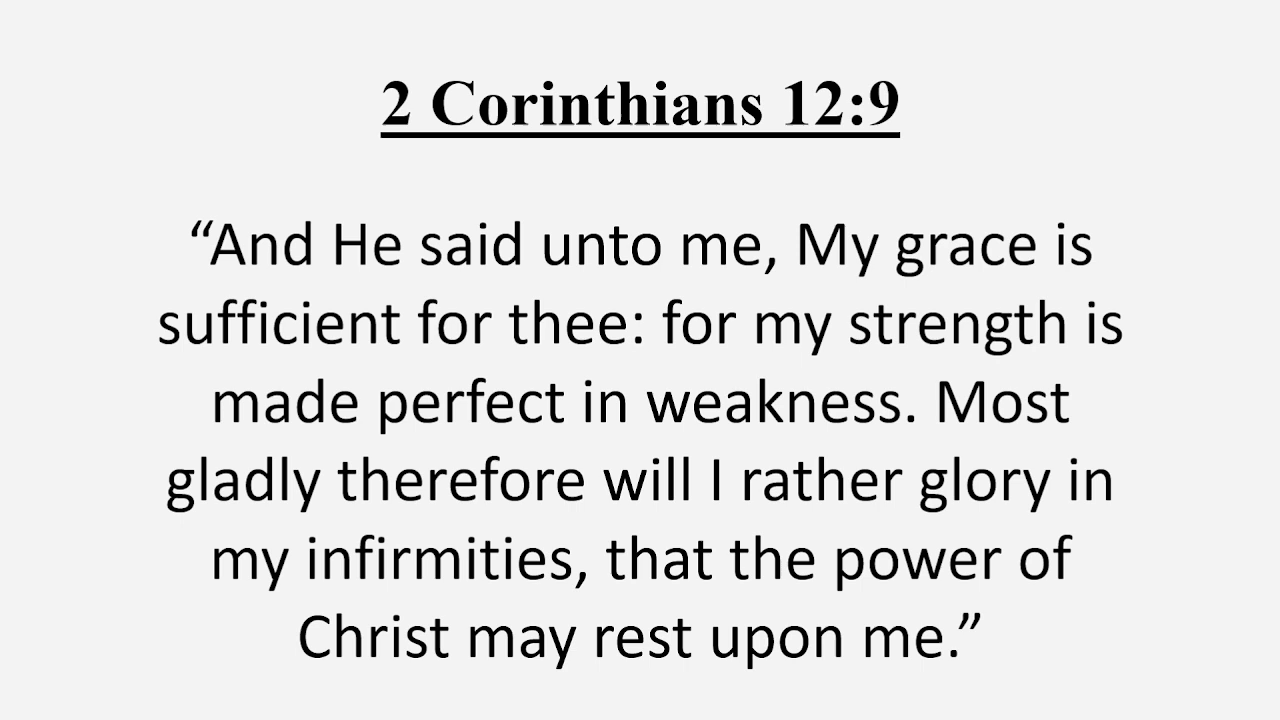 2 Corinthians 12:9
“And He said unto me, My grace is
sufficient for thee: for my strength is
made perfect in weakness. Most
gladly therefore will I rather glory in
my infirmities, that the power of
Christ may rest upon me.”